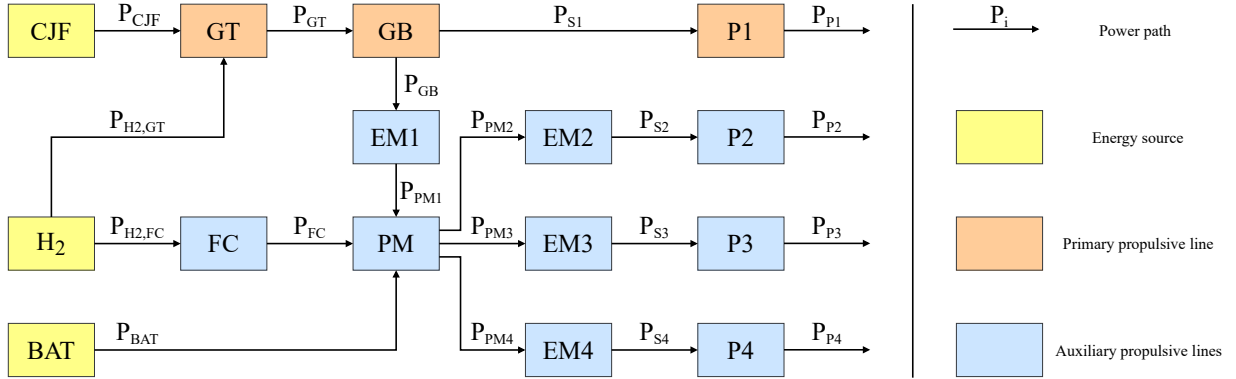 CJF
P_CJF
GT
P_GT
GB
P_S1
P1
P_P1
P_i
Power path
P_GB
P_H2,GT
EM1
P_PM2
EM2
P_S2
P2
P_P2
Energy source
P_PM1
H₂
P_H2,FC
FC
P_FC
PM
P_PM3
EM3
P_S3
P3
P_P3
Primary propulsive line
BAT
P_BAT
P_PM4
EM4
P_S4
P4
P_P4
Auxiliary propulsive lines